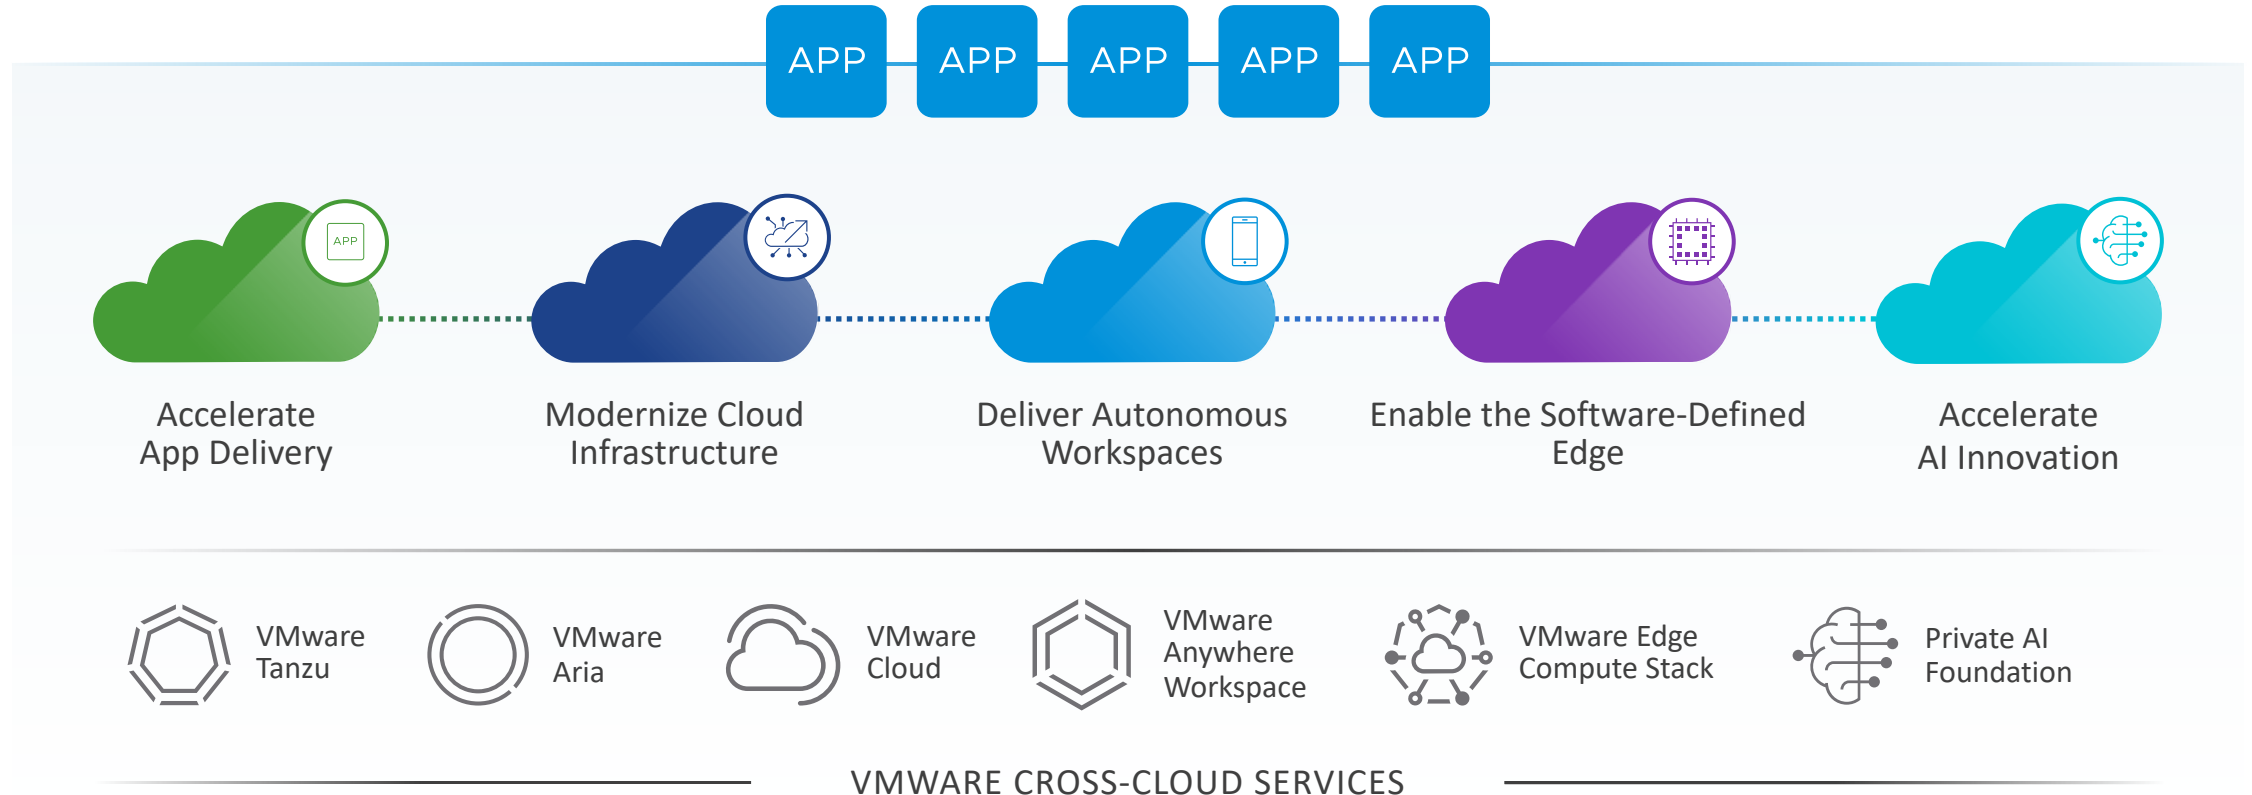 APP APP APP APP APP
APP
Accelerate
App Delivery
Modernize Cloud
Infrastructure
Deliver Autonomous
Workspaces
Enable the Software-Defined
Edge
Accelerate
AI Innovation
VMware
Tanzu
VMware
Aria
VMware
Cloud
VMware
Anywhere
Workspace
VMware Edge
Compute Stack
Private AI
Foundation
VMWARE CROSS-CLOUD SERVICES